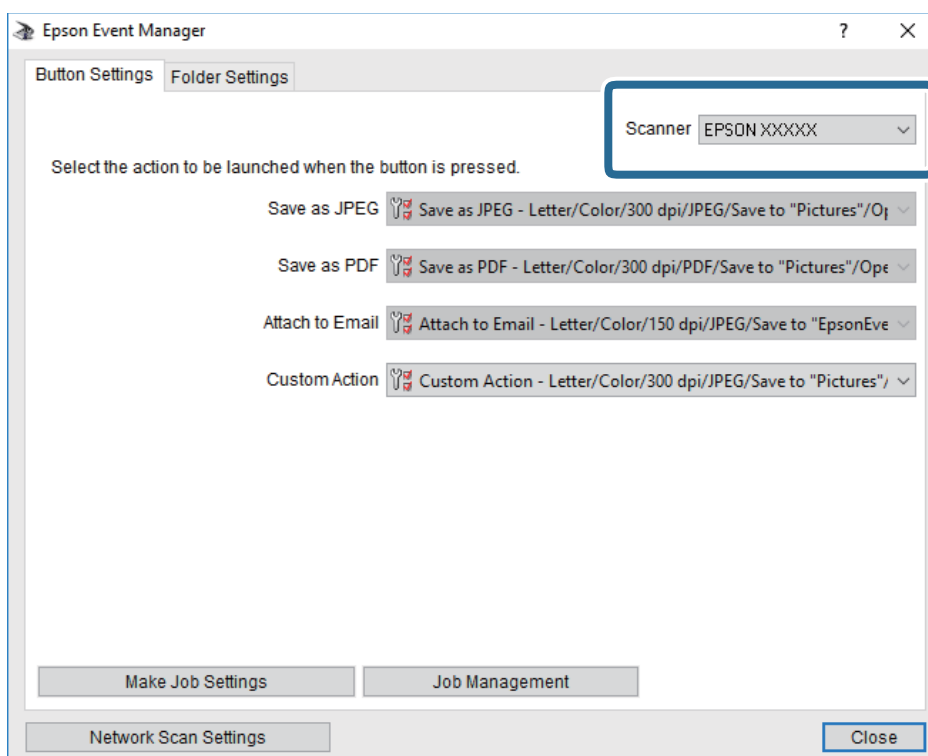 Epson Event Manager
Button Settings Folder Settings
Scanner EPSON XXXXX
Select the action to be launched when the button is pressed.
Save as JPEG Save as JPEG - Letter/Color/300 dpi/JPEG/Save to "Pictures"/Op
Save as PDF Save as PDF - Letter/Color/300 dpi/PDF/Save to "Pictures"/Ope
Attach to Email Attach to Email - Letter/Color/150 dpi/JPEG/Save to "EpsonEve
Custom Action Custom Action - Letter/Color/300 dpi/JPEG/Save to "Pictures"/
Make Job Settings Job Management
Network Scan Settings Close